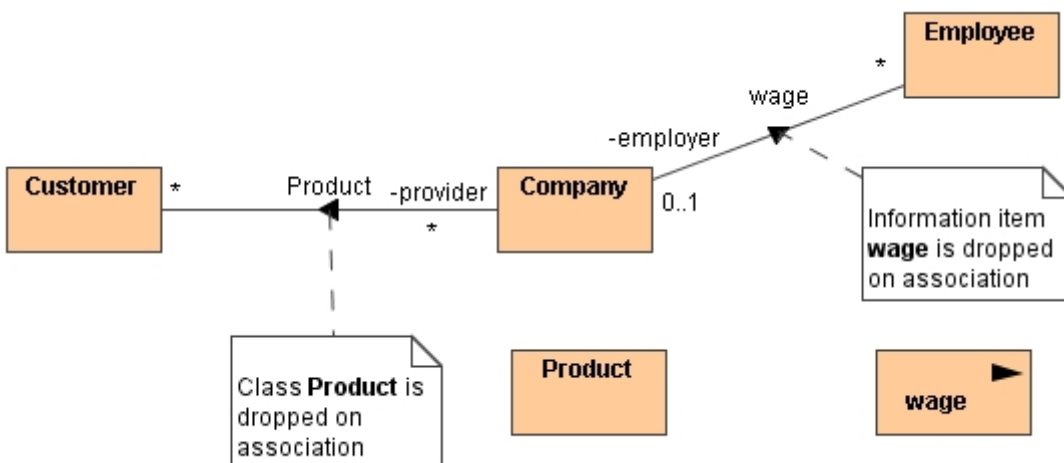 Employee
*
wage
-employer
Customer
*
Product
-provider
*
Company
0..1
Information item
wage is dropped
on association
Class Product is
dropped on
association
Product
wage